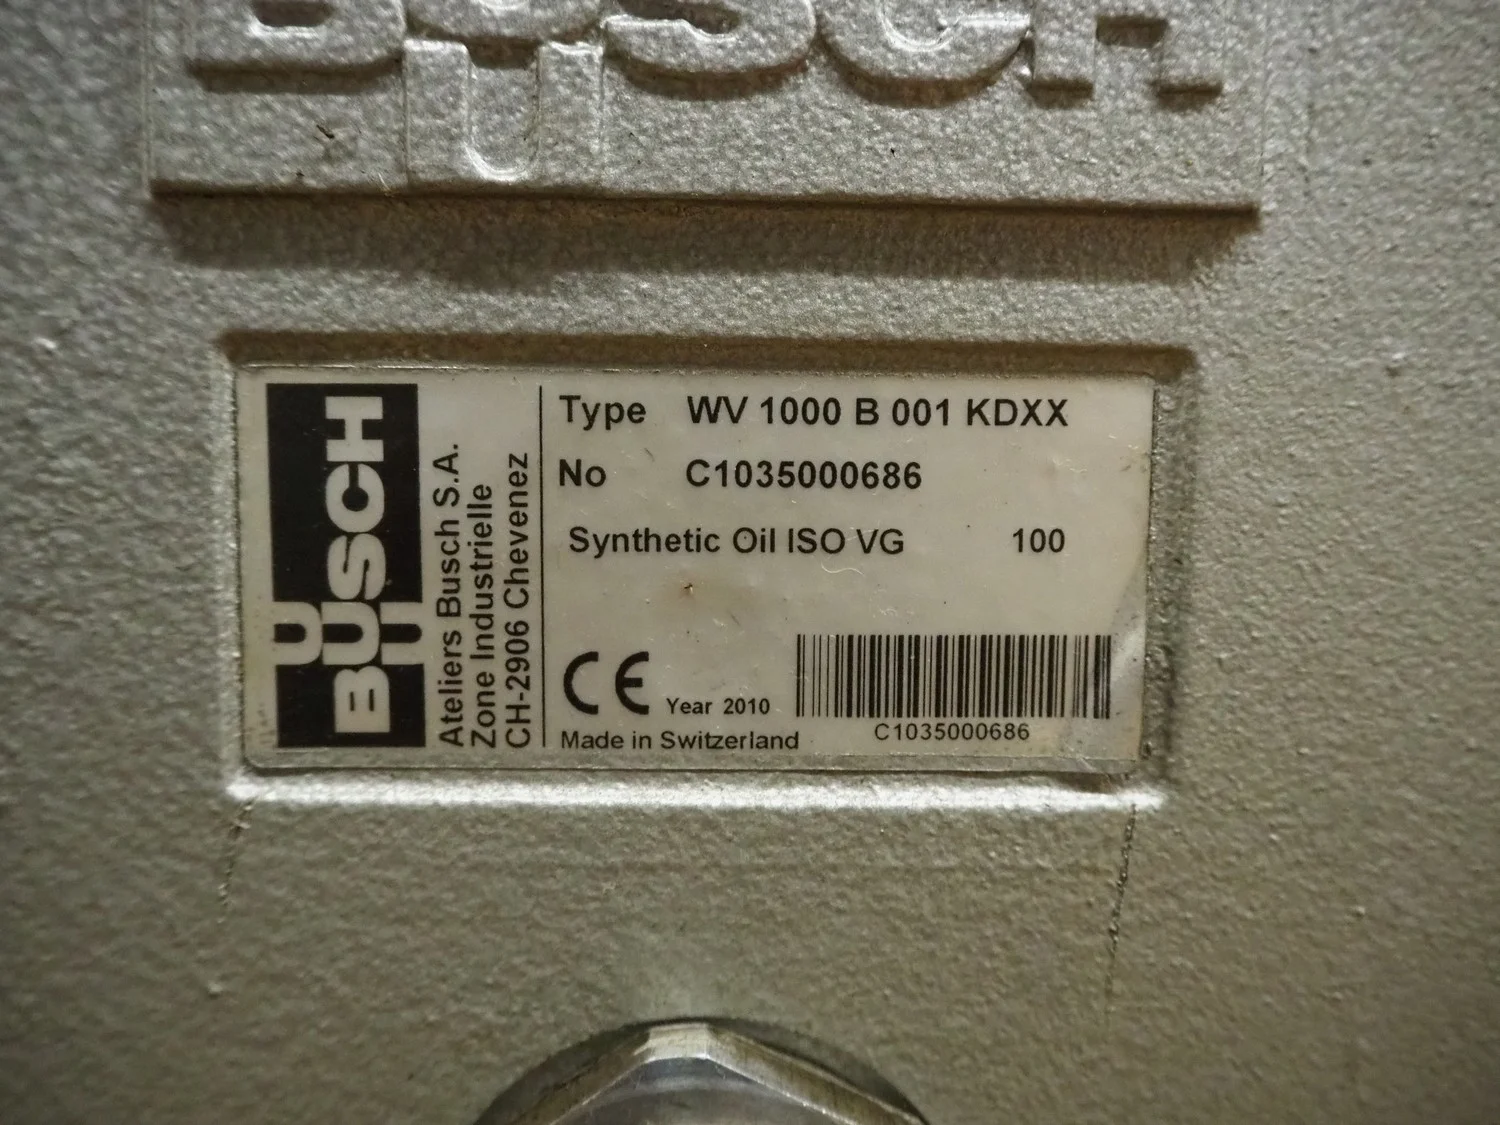 BUSCH
Type WV 1000 B 001 KDXX
No C1035000686
Synthetic Oil ISO VG 100
CE Year 2010
Made in Switzerland
C1035000686
BUSCH
Ateliers Busch S.A.
Zone Industrielle
CH-2906 Chevenez